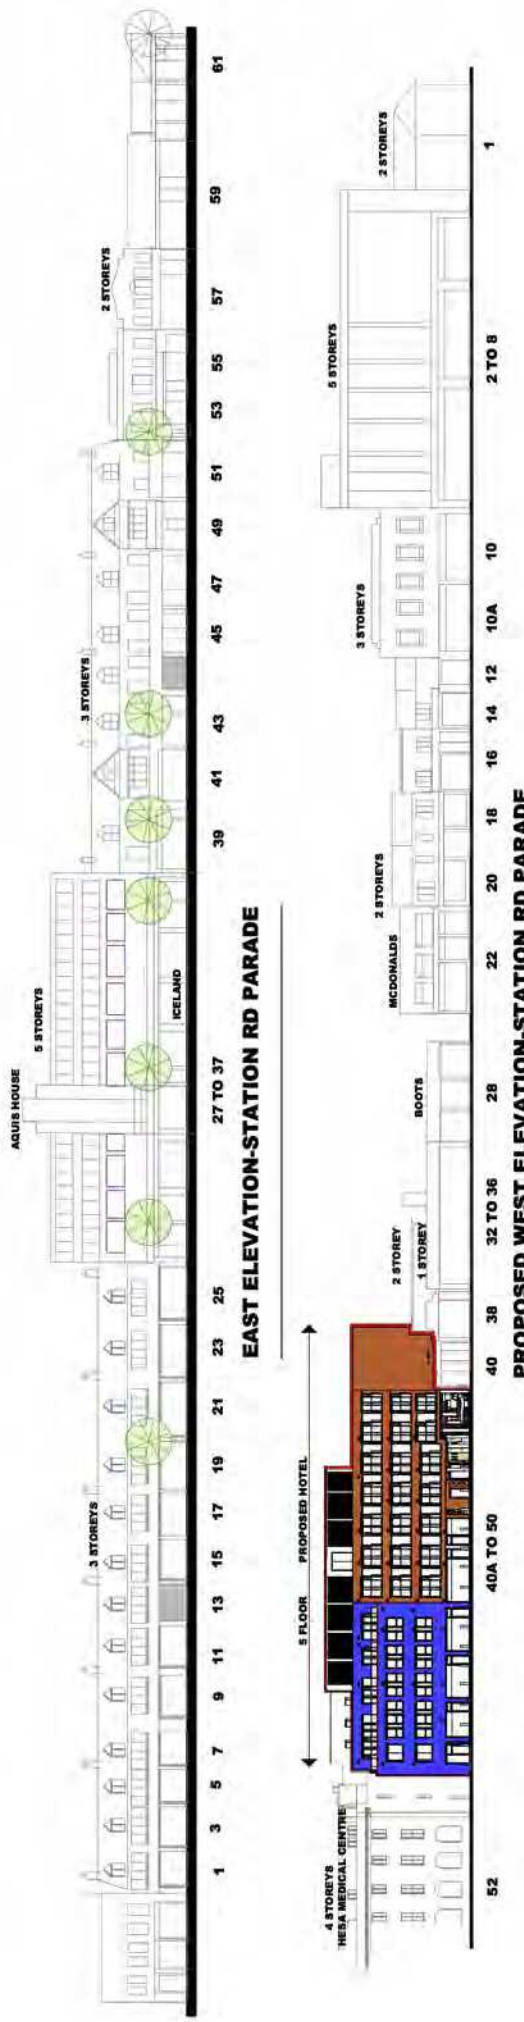 AQUIS HOUSE
5 STOREYS
3 STOREYS
3 STOREYS
2 STOREYS
ICELAND
1 3 5 7 9 11 13 15 17 19 21 23 25 27 TO 37 39 41 43 45 47 49 51 53 55 57 59 61
EAST ELEVATION-STATION RD PARADE
4 STOREYS
HESA MEDICAL CENTRE
5 FLOOR PROPOSED HOTEL
2 STOREY
1 STOREY
BOOTS
MCDONALDS
2 STOREYS
3 STOREYS
5 STOREYS
2 STOREYS
52 40A TO 50 40 38 32 TO 36 28 22 20 18 16 14 12 10A 10 2 TO 8 1
PROPOSED WEST ELEVATION-STATION RD PARADE